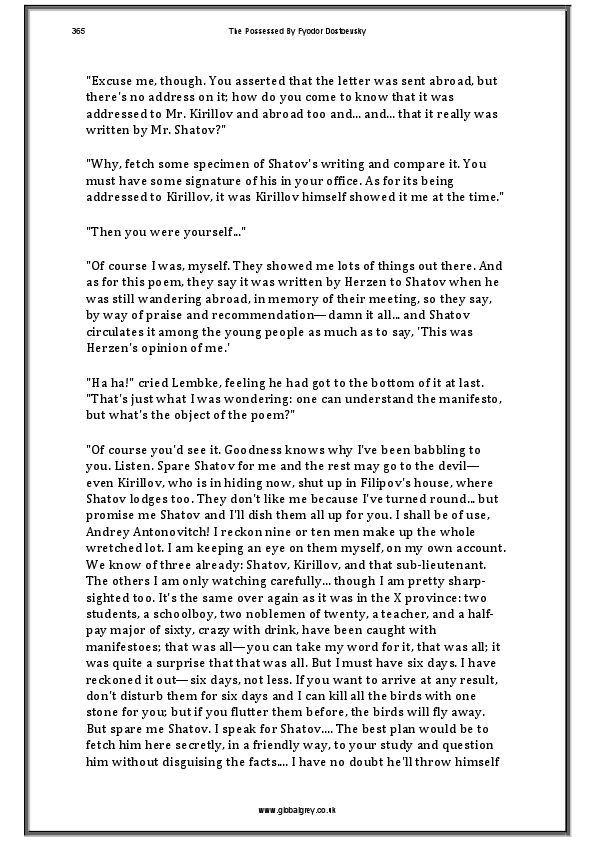 365 The Possessed By Fyodor Dostoevsky
"Excuse me, though. You asserted that the letter was sent abroad, but
there's no address on it; how do you come to know that it was
addressed to Mr. Kirillov and abroad too and... and... that it really was
written by Mr. Shatov?"
"Why, fetch some specimen of Shatov's writing and compare it. You
must have some signature of his in your office. As for its being
addressed to Kirillov, it was Kirillov himself showed it me at the time."
"Then you were yourself..."
"Of course I was, myself. They showed me lots of things out there. And
as for this poem, they say it was written by Herzen to Shatov when he
was still wandering abroad, in memory of their meeting, so they say,
by way of praise and recommendation—damn it all... and Shatov
circulates it among the young people as much as to say, 'This was
Herzen's opinion of me.'
"Ha ha!" cried Lembke, feeling he had got to the bottom of it at last.
"That's just what I was wondering: one can understand the manifesto,
but what's the object of the poem?"
"Of course you'd see it. Goodness knows why I've been babbling to
you. Listen. Spare Shatov for me and the rest may go to the devil—
even Kirillov, who is in hiding now, shut up in Filipov's house, where
Shatov lodges too. They don't like me because I've turned round... but
promise me Shatov and I'll dish them all up for you. I shall be of use,
Andrey Antonovitch! I reckon nine or ten men make up the whole
wretched lot. I am keeping an eye on them myself, on my own account.
We know of three already: Shatov, Kirillov, and that sub-lieutenant.
The others I am only watching carefully... though I am pretty sharp-
sighted too. It's the same over again as it was in the X province: two
students, a schoolboy, two noblemen of twenty, a teacher, and a half-
pay major of sixty, crazy with drink, have been caught with
manifestoes; that was all—you can take my word for it, that was all; it
was quite a surprise that that was all. But I must have six days. I have
reckoned it out—six days, not less. If you want to arrive at any result,
don't disturb them for six days and I can kill all the birds with one
stone for you; but if you flutter them before, the birds will fly away.
But spare me Shatov. I speak for Shatov.... The best plan would be to
fetch him here secretly, in a friendly way, to your study and question
him without disguising the facts.... I have no doubt he'll throw himself
www.globalgrey.co.uk